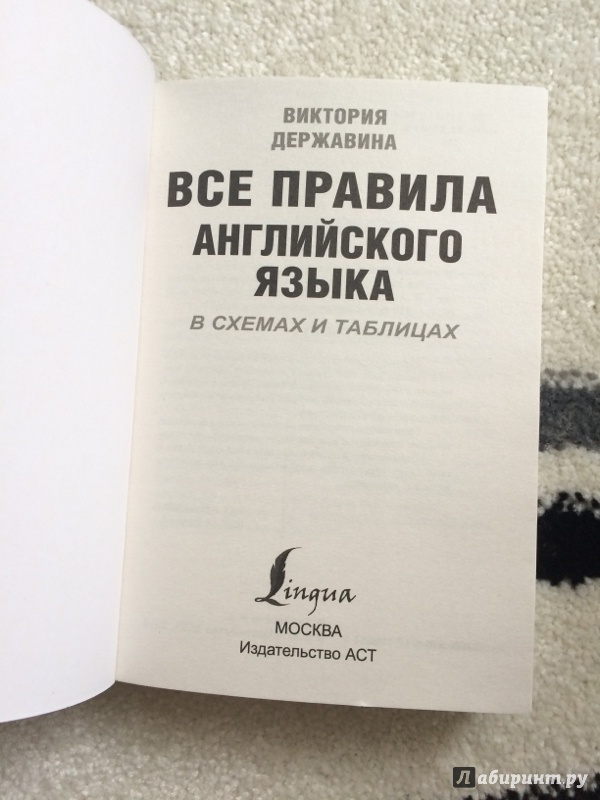 ВИКТОРИЯ
ДЕРЖАВИНА
ВСЕ ПРАВИЛА
АНГЛИЙСКОГО
ЯЗЫКА
В СХЕМАХ И ТАБЛИЦАХ
Lingua
МОСКВА
Издательство АСТ
Лабиринт.ру